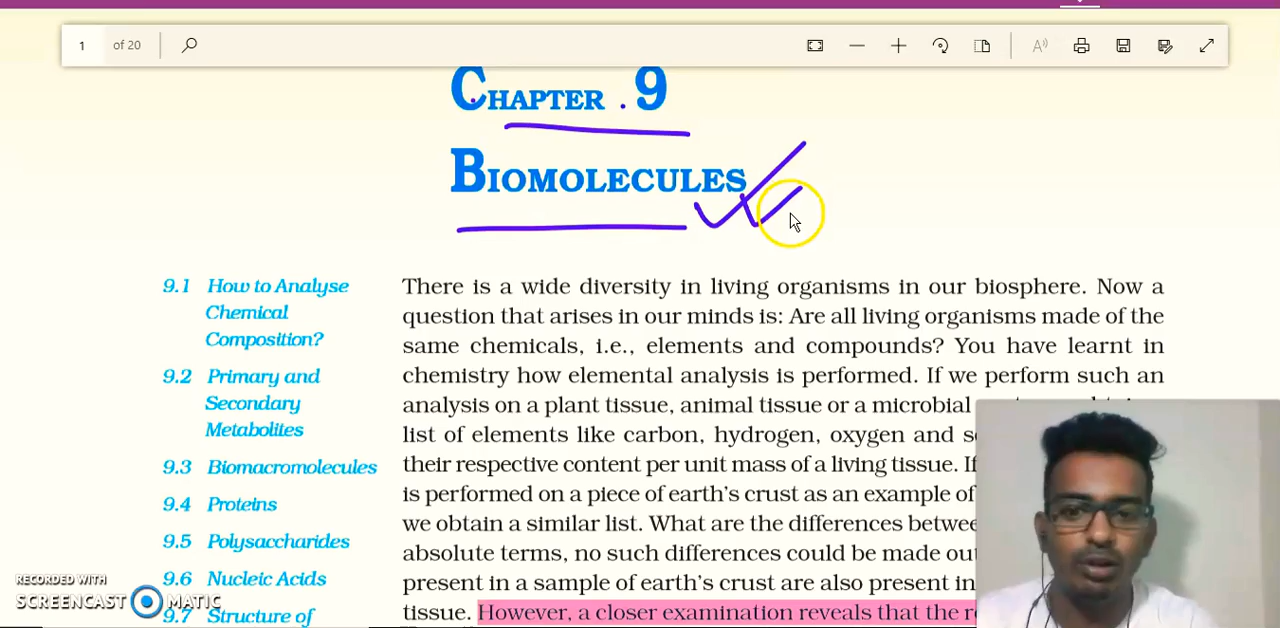 1 of 20
CHAPTER 9
BIOMOLECULES
9.1 How to Analyse
Chemical
Composition?
9.2 Primary and
Secondary
Metabolites
9.3 Biomacromolecules
9.4 Proteins
9.5 Polysaccharides
9.6 Nucleic Acids
9.7 Structure of
There is a wide diversity in living organisms in our biosphere. Now a
question that arises in our minds is: Are all living organisms made of the
same chemicals, i.e., elements and compounds? You have learnt in
chemistry how elemental analysis is performed. If we perform such an
analysis on a plant tissue, animal tissue or a microbial
list of elements like carbon, hydrogen, oxygen and
their respective content per unit mass of a living tissue. If
is performed on a piece of earth's crust as an example of
we obtain a similar list. What are the differences
absolute terms, no such differences could be made
present in a sample of earth's crust are also present in
tissue. However, a closer examination reveals that the
RECORDED WITH
SCREENCAST MATIC